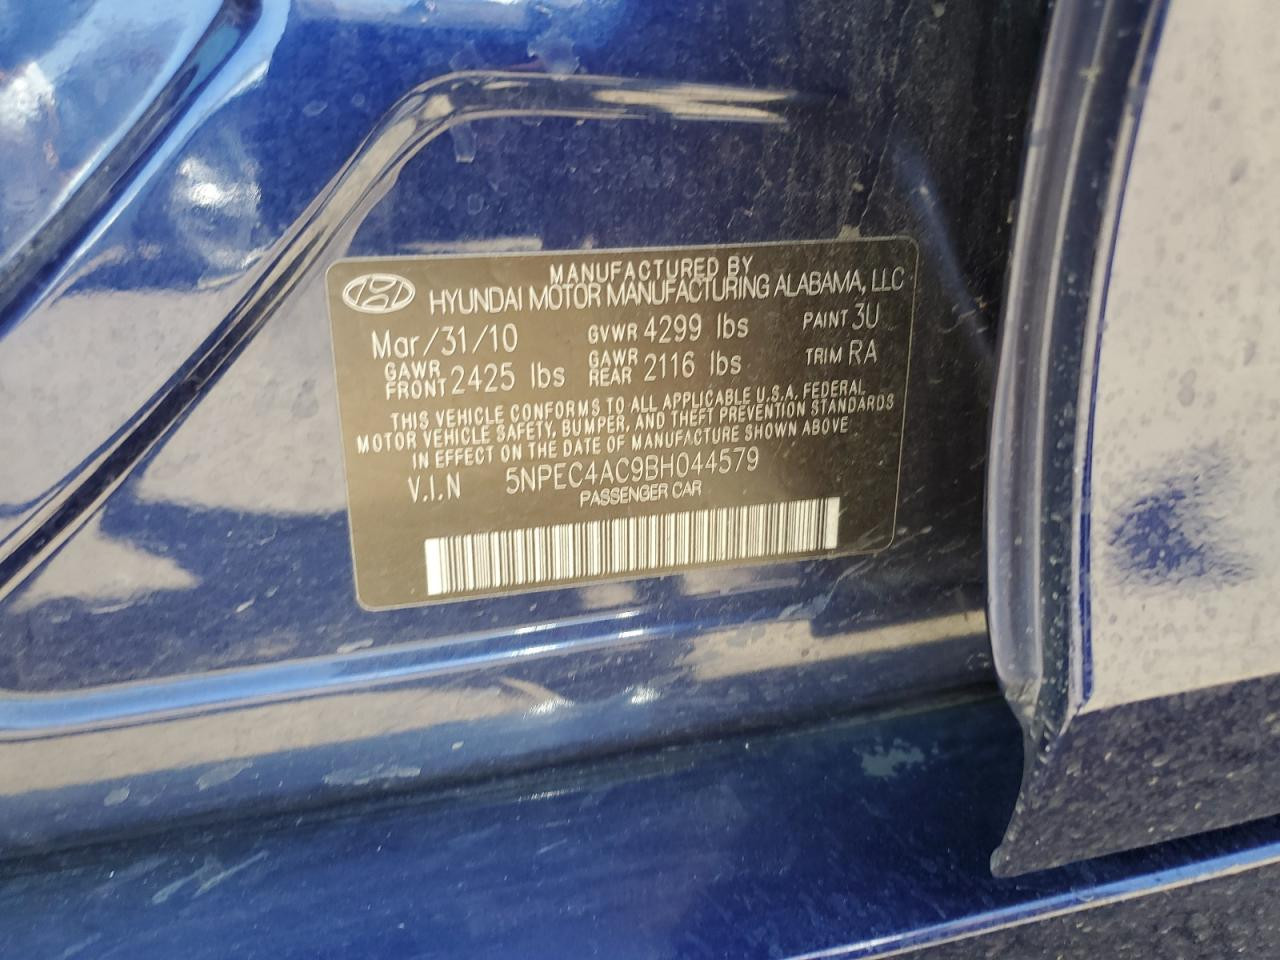 MANUFACTURED BY
HYUNDAI MOTOR MANUFACTURING ALABAMA, LLC
Mar/31/10 GVWR 4299 lbs PAINT 3U
GAWR FRONT 2425 lbs GAWR REAR 2116 lbs TRIM RA
THIS VEHICLE CONFORMS TO ALL APPLICABLE U.S.A. FEDERAL
MOTOR VEHICLE SAFETY, BUMPER, AND THEFT PREVENTION STANDARDS
IN EFFECT ON THE DATE OF MANUFACTURE SHOWN ABOVE
V.I.N 5NPEC4AC9BH044579
PASSENGER CAR